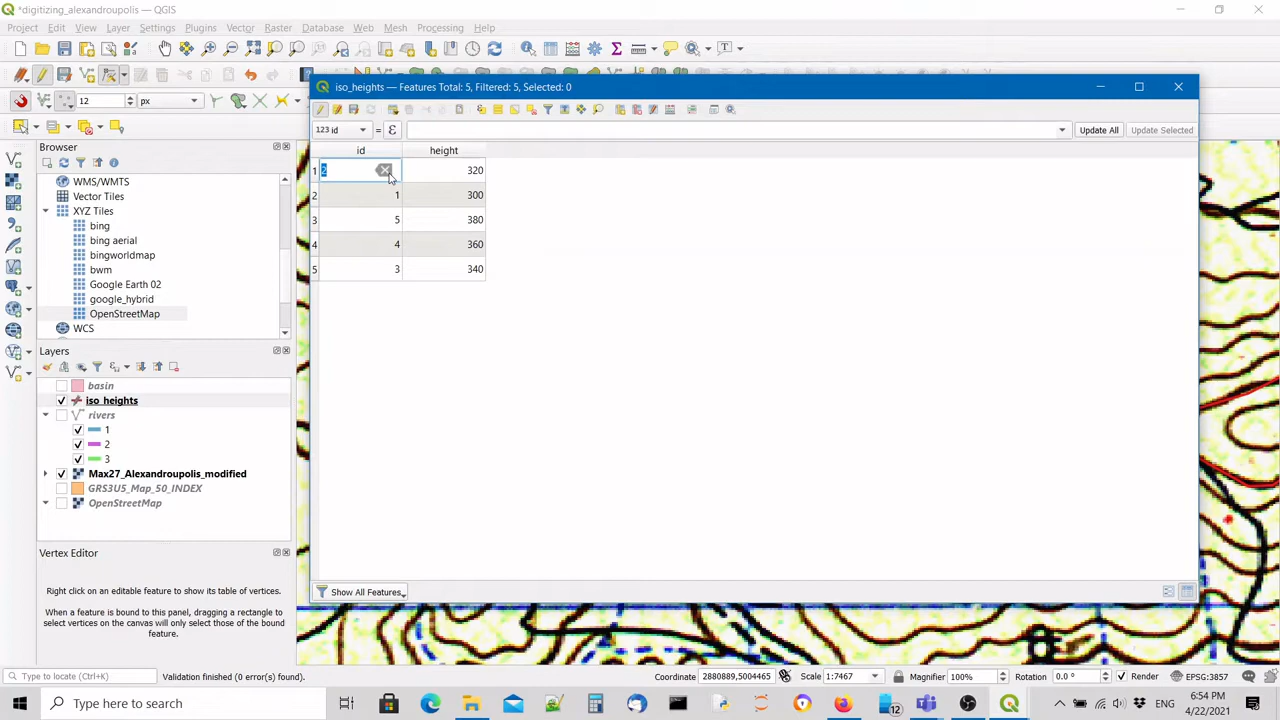 *digitizing_alexandroupolis — QGIS
Project Edit View Layer Settings Plugins Vector Raster Database Web Mesh Processing Help
12 px
iso_heights — Features Total: 5, Filtered: 5, Selected: 0
123 id = ε Update All Update Selected
id height
1 2 320
2 1 300
3 5 380
4 4 360
5 3 340
Show All Features
Browser
WMS/WMTS
Vector Tiles
XYZ Tiles
bing
bing aerial
bingworldmap
bwm
Google Earth 02
google_hybrid
OpenStreetMap
WCS
Layers
basin
iso_heights
rivers
1
2
3
Max27_Alexandroupolis_modified
GRS3U5_Map_50_INDEX
OpenStreetMap
Vertex Editor
Right click on an editable feature to show its table of vertices.
When a feature is bound to this panel, dragging a rectangle to
select vertices on the canvas will only select those of the bound
feature.
Type to locate (Ctrl+K) Validation finished (0 error(s) found). Coordinate 2880889,5004465 Scale 1:7467 Magnifier 100% Rotation 0.0 ° Render EPSG:3857
Type here to search 12 ENG 6:54 PM
4/22/2021